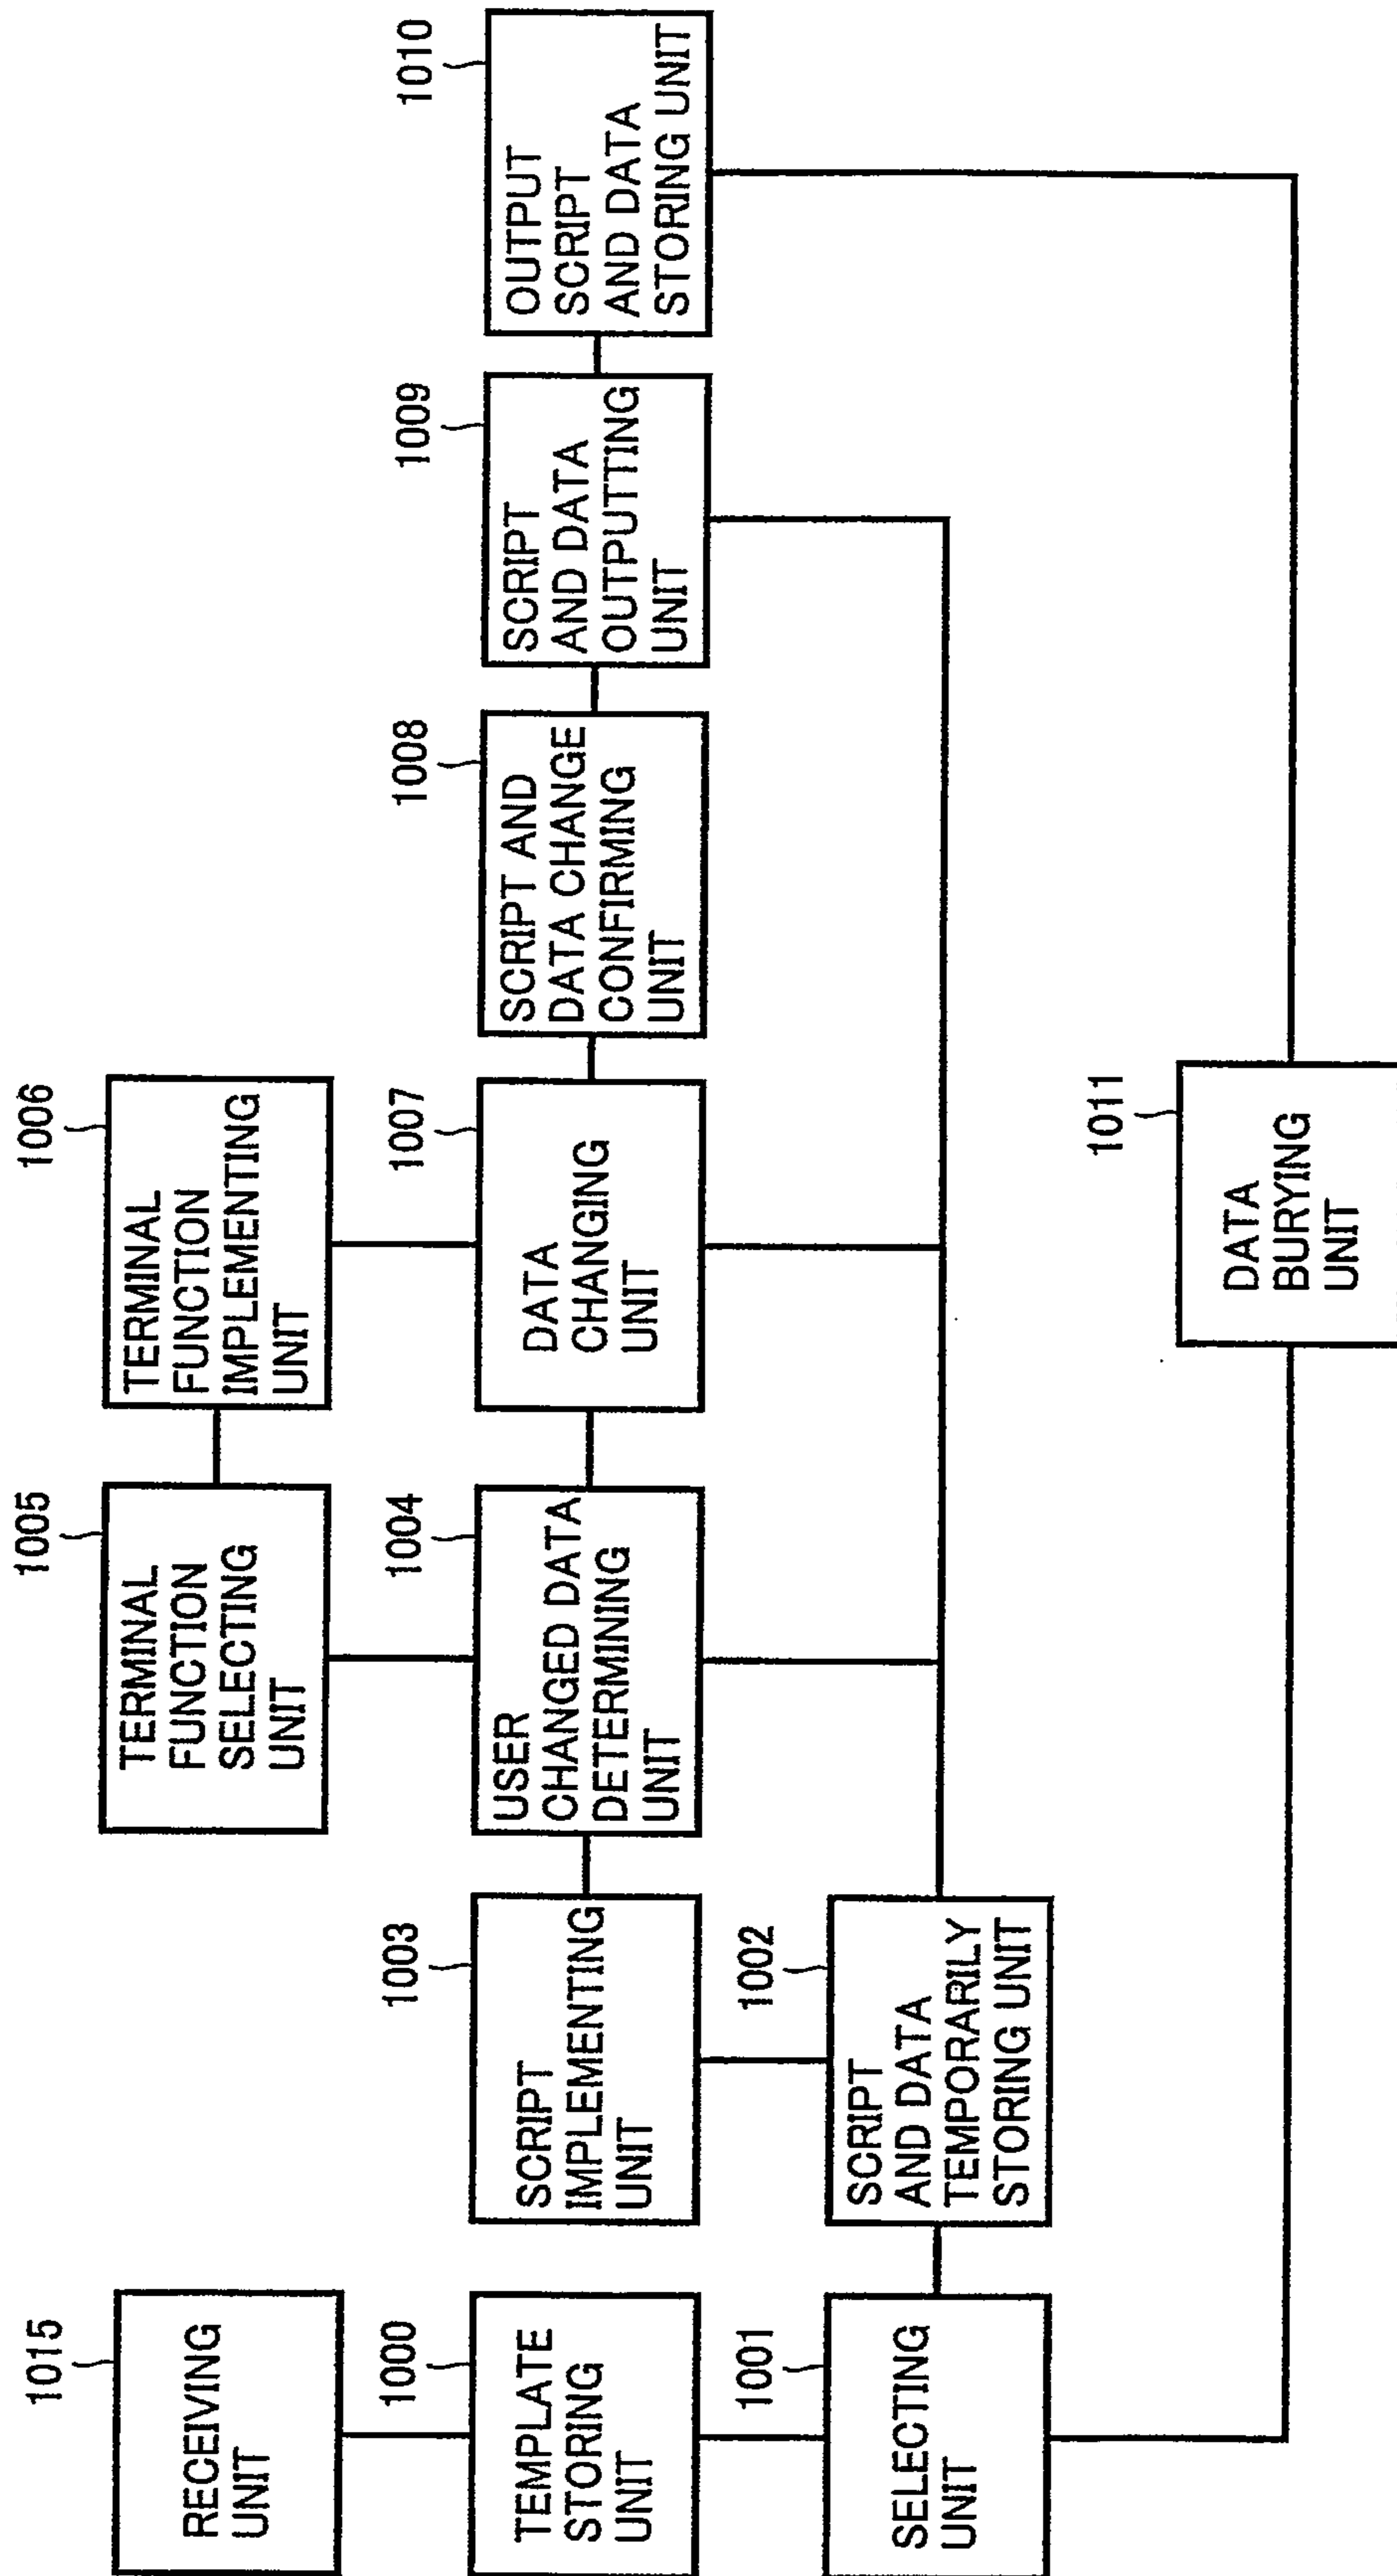 1015
RECEIVING
UNIT
1000
TEMPLATE
STORING
UNIT
1001
SELECTING
UNIT
1003
SCRIPT
IMPLEMENTING
UNIT
1002
SCRIPT
AND DATA
TEMPORARILY
STORING UNIT
1005
TERMINAL
FUNCTION
SELECTING
UNIT
1004
USER
CHANGED DATA
DETERMINING
UNIT
1006
TERMINAL
FUNCTION
IMPLEMENTING
UNIT
1007
DATA
CHANGING
UNIT
1008
SCRIPT AND
DATA CHANGE
CONFIRMING
UNIT
1009
SCRIPT
AND DATA
OUTPUTTING
UNIT
1010
OUTPUT
SCRIPT
AND DATA
STORING UNIT
1011
DATA
BURYING
UNIT